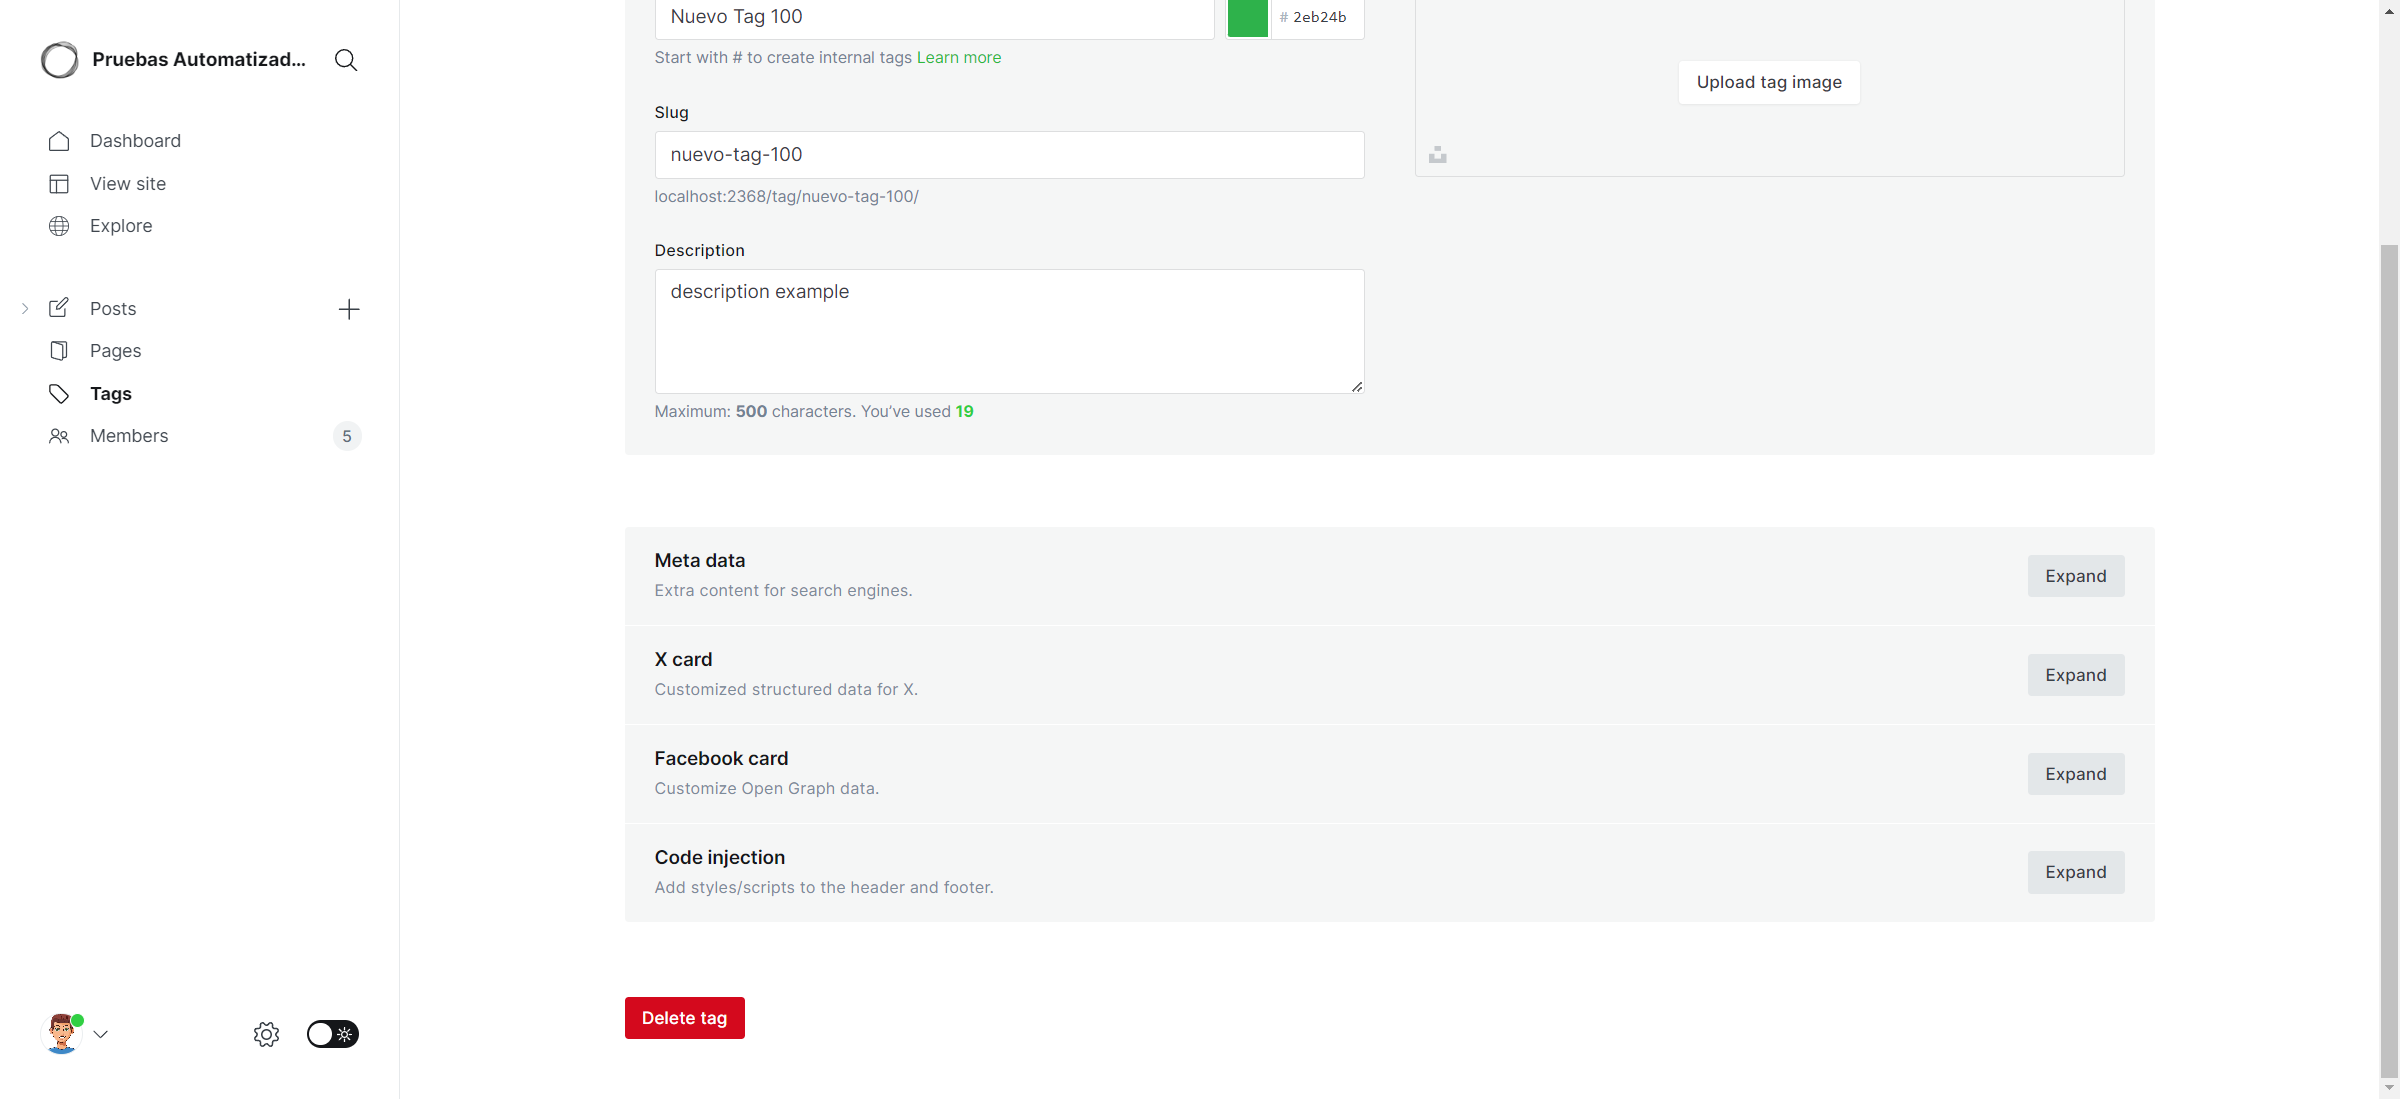 Pruebas Automatizad...
Dashboard
View site
Explore
Posts
Pages
Tags
Members 5
Nuevo Tag 100
# 2eb24b
Start with # to create internal tags Learn more
Upload tag image
Slug
nuevo-tag-100
localhost:2368/tag/nuevo-tag-100/
Description
description example
Maximum: 500 characters. You’ve used 19
Meta data
Extra content for search engines.
Expand
X card
Customized structured data for X.
Expand
Facebook card
Customize Open Graph data.
Expand
Code injection
Add styles/scripts to the header and footer.
Expand
Delete tag